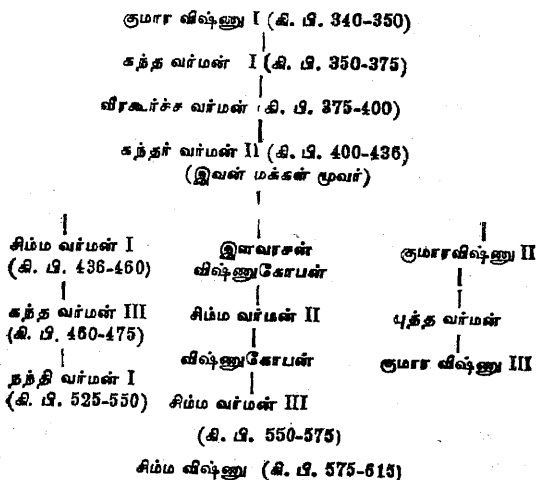 குமார விஷ்ணு I (கி. பி. 340-350)
கந்த வர்மன் I (கி. பி. 350-375)
வீரகூர்ச்ச வர்மன் கி. பி. 375-400)
கந்தர் வர்மன் II (கி. பி. 400-436)
(இவன் மக்கள் மூவர்)
சிம்ம வர்மன் I
(கி. பி. 436-460)
கந்த வர்மன் III
(கி. பி. 460-475)
நந்தி வர்மன் I
(கி. பி. 525-550)
இளவரசன்
விஷ்ணுகோபன்
சிம்ம வர்மன் II
விஷ்ணுகோபன்
சிம்ம வர்மன் III
(கி. பி. 550-575)
குமாரவிஷ்ணு II
புத்த வர்மன்
குமார விஷ்ணு III
சிம்ம விஷ்ணு (கி. பி. 575-615)